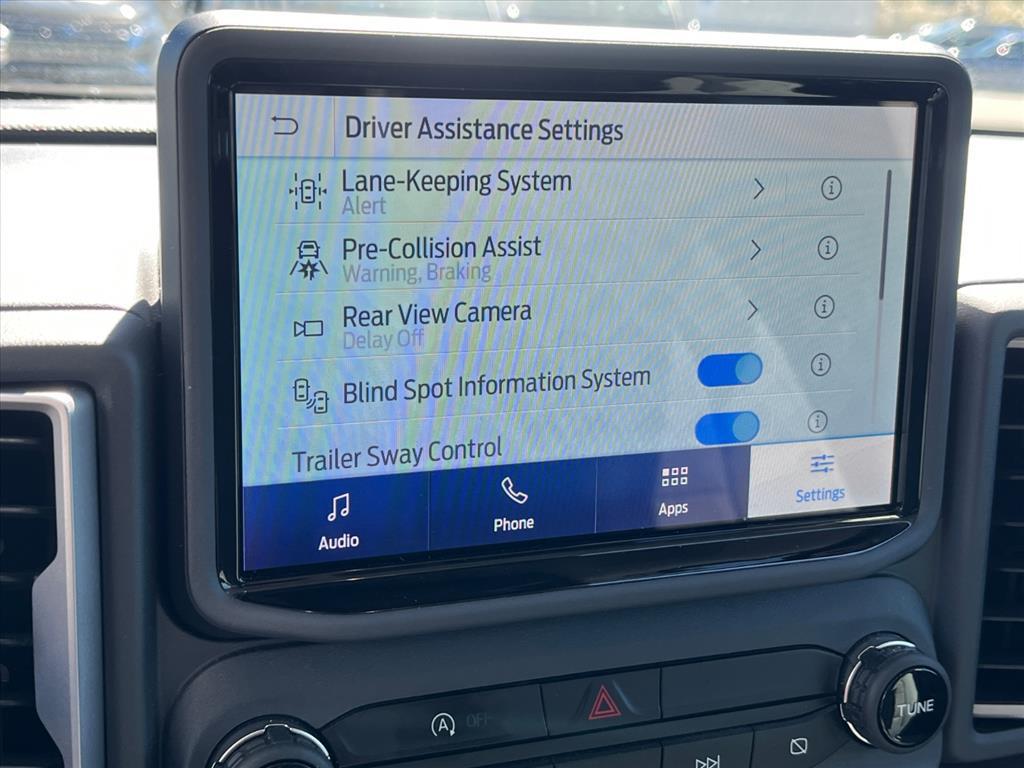 Driver Assistance Settings
Lane-Keeping System
Alert
Pre-Collision Assist
Warning, Braking
Rear View Camera
Delay Off
Blind Spot Information System
Trailer Sway Control
Audio
Phone
Apps
Settings
A OFF
TUNE